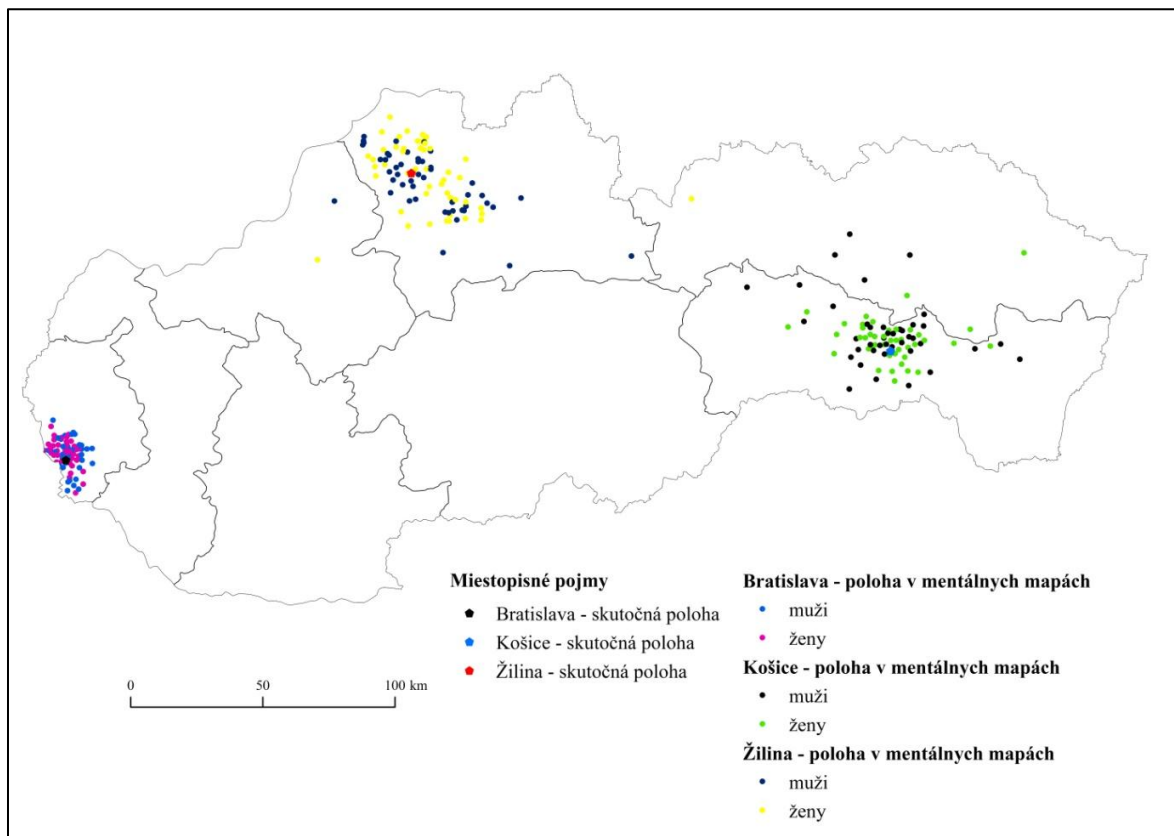 Miestopisné pojmy
Bratislava - skutočná poloha
Košice - skutočná poloha
Žilina - skutočná poloha
0 50 100 km
Bratislava - poloha v mentálnych mapách
muži
ženy
Košice - poloha v mentálnych mapách
muži
ženy
Žilina - poloha v mentálnych mapách
muži
ženy